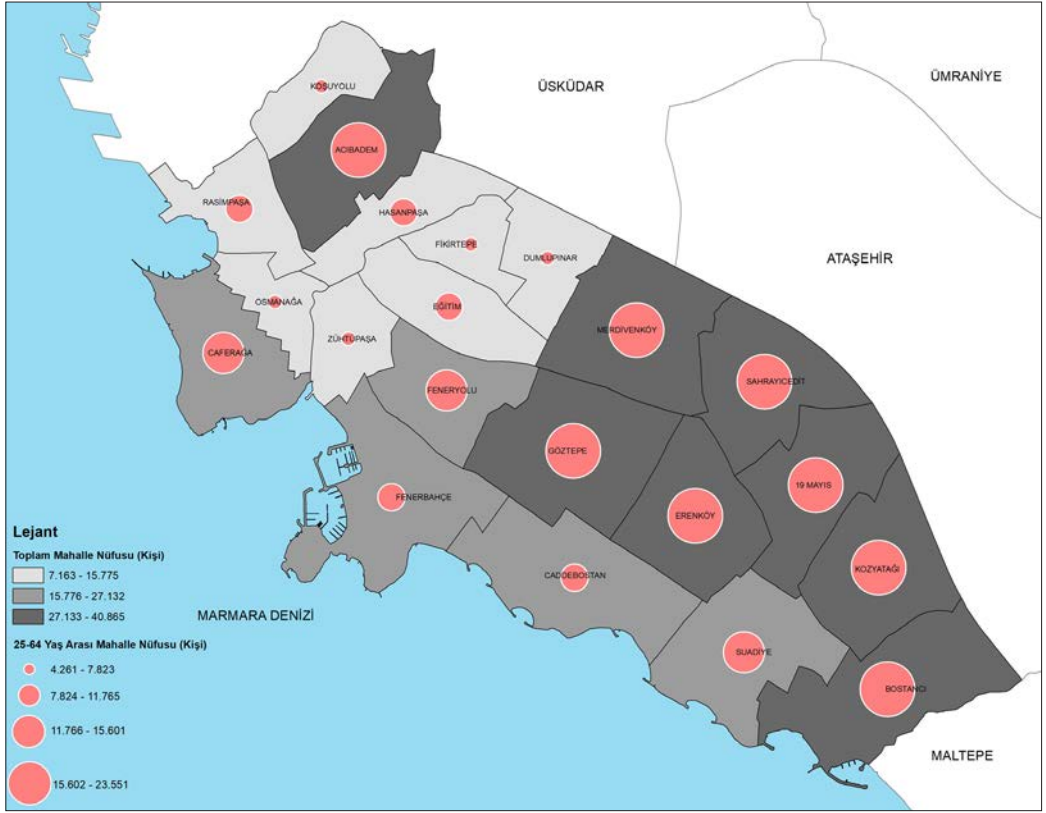 ÜMRANİYE
ÜSKÜDAR
KOŞUYOLU
ACIBADEM
RASİMPAŞA
HASANPAŞA
FİKİRTEPE
DUMLUPINAR
ATAŞEHİR
OSMANAĞA
EĞİTİM
MERDİVENKÖY
ZÜHTÜPAŞA
CAFERAĞA
SAHRAYICEDİT
FENERYOLU
GÖZTEPE
19 MAYIS
FENERBAHÇE
ERENKÖY
KOZYATAĞI
CADDEBOSTAN
MARMARA DENİZİ
SUADİYE
BOSTANCI
MALTEPE
Lejant
Toplam Mahalle Nüfusu (Kişi)
7.163 - 15.775
15.776 - 27.132
27.133 - 40.865
25-64 Yaş Arası Mahalle Nüfusu (Kişi)
4.261 - 7.823
7.824 - 11.765
11.766 - 15.601
15.602 - 23.551